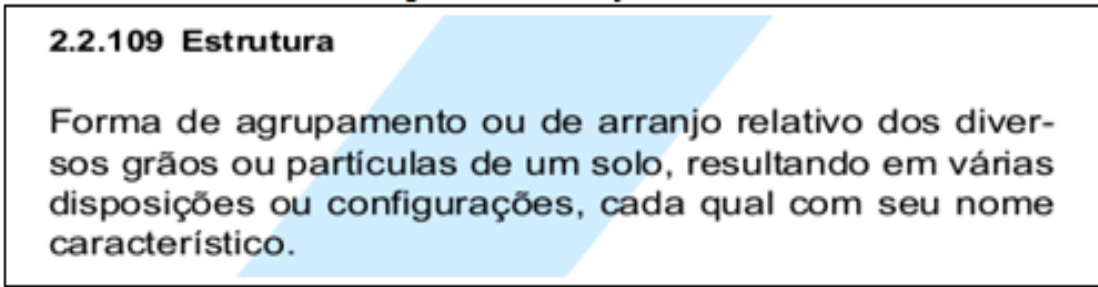 2.2.109 Estrutura
Forma de agrupamento ou de arranjo relativo dos diver-
sos grãos ou partículas de um solo, resultando em várias
disposições ou configurações, cada qual com seu nome
característico.